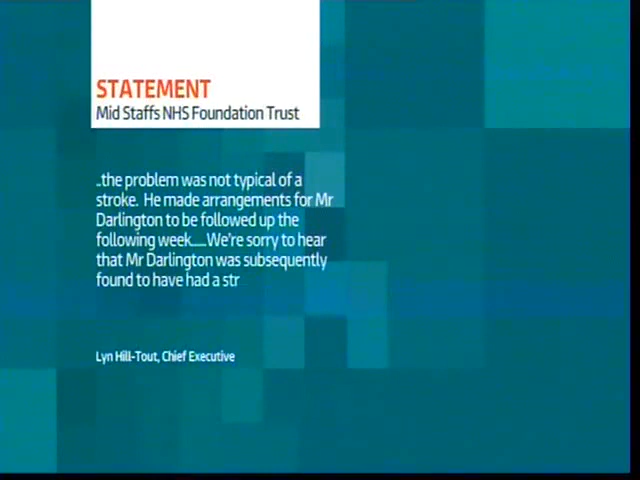 STATEMENT
Mid Staffs NHS Foundation Trust
..the problem was not typical of a
stroke. He made arrangements for Mr
Darlington to be followed up the
following week.....We're sorry to hear
that Mr Darlington was subsequently
found to have had a str
Lyn Hill-Tout, Chief Executive